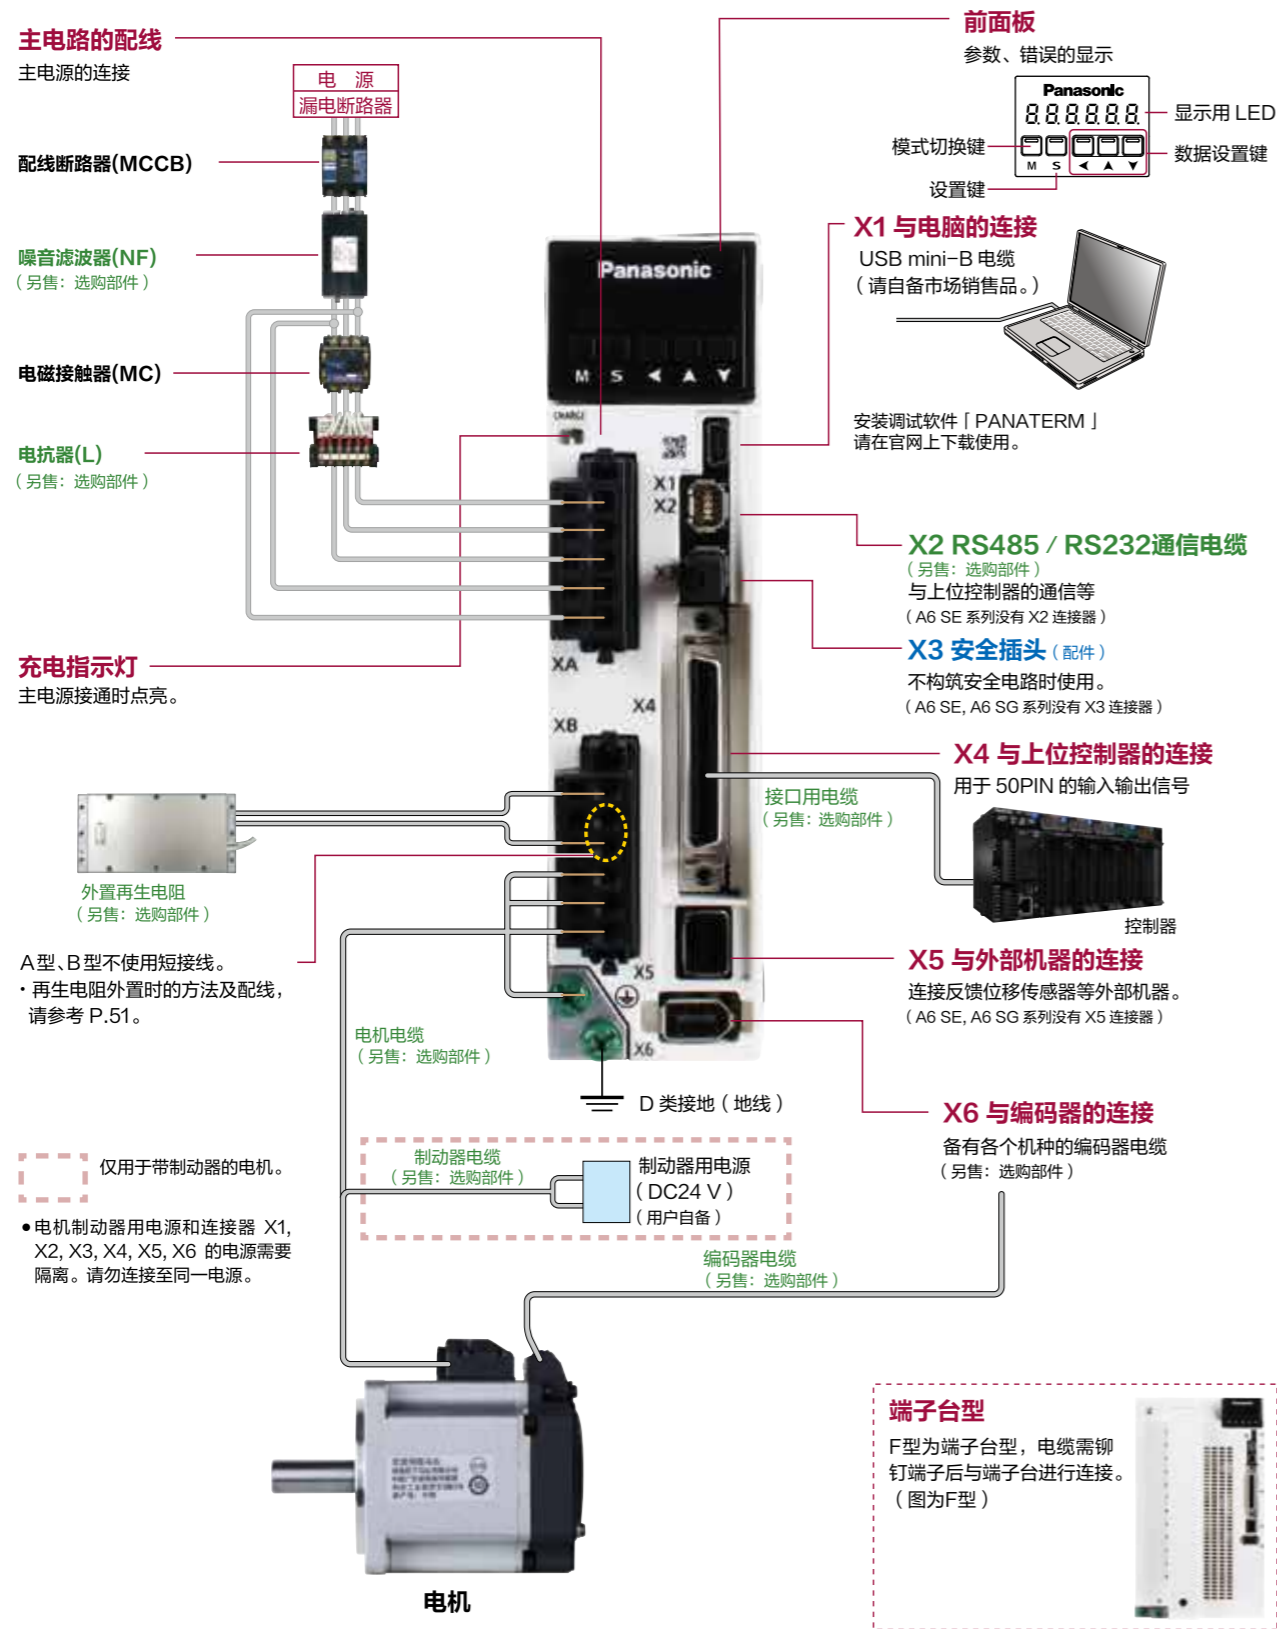 主电路的配线
主电源的连接
电 源
漏电断路器
配线断路器(MCCB)
噪音滤波器(NF)
（另售：选购部件）
电磁接触器(MC)
电抗器(L)
（另售：选购部件）
充电指示灯
主电源接通时点亮。
前面板
参数、错误的显示
Panasonic
8.8.8.8.8.8.
显示用 LED
模式切换键
数据设置键
M S
设置键
X1 与电脑的连接
USB mini-B 电缆
（请自备市场销售品。）
安装调试软件「PANATERM」
请在官网上下载使用。
Panasonic
M S
CHARGE
X1
X2
XA
X4
XB
X5
X6
X2 RS485 / RS232通信电缆
（另售：选购部件）
与上位控制器的通信等
（A6 SE 系列没有 X2 连接器）
X3 安全插头（配件）
不构筑安全电路时使用。
（A6 SE, A6 SG 系列没有 X3 连接器）
X4 与上位控制器的连接
用于 50PIN 的输入输出信号
接口用电缆
（另售：选购部件）
控制器
X5 与外部机器的连接
连接反馈位移传感器等外部机器。
（A6 SE, A6 SG 系列没有 X5 连接器）
外置再生电阻
（另售：选购部件）
A型、B型不使用短接线。
・再生电阻外置时的方法及配线，
请参考 P.51。
电机电缆
（另售：选购部件）
D 类接地（地线）
X6 与编码器的连接
备有各个机种的编码器电缆
（另售：选购部件）
仅用于带制动器的电机。
制动器电缆
（另售：选购部件）
制动器用电源
（DC24 V）
（用户自备）
●电机制动器用电源和连接器 X1,
X2, X3, X4, X5, X6 的电源需要
隔离。请勿连接至同一电源。
编码器电缆
（另售：选购部件）
电机
端子台型
F型为端子台型，电缆需铆
钉端子后与端子台进行连接。
（图为F型）